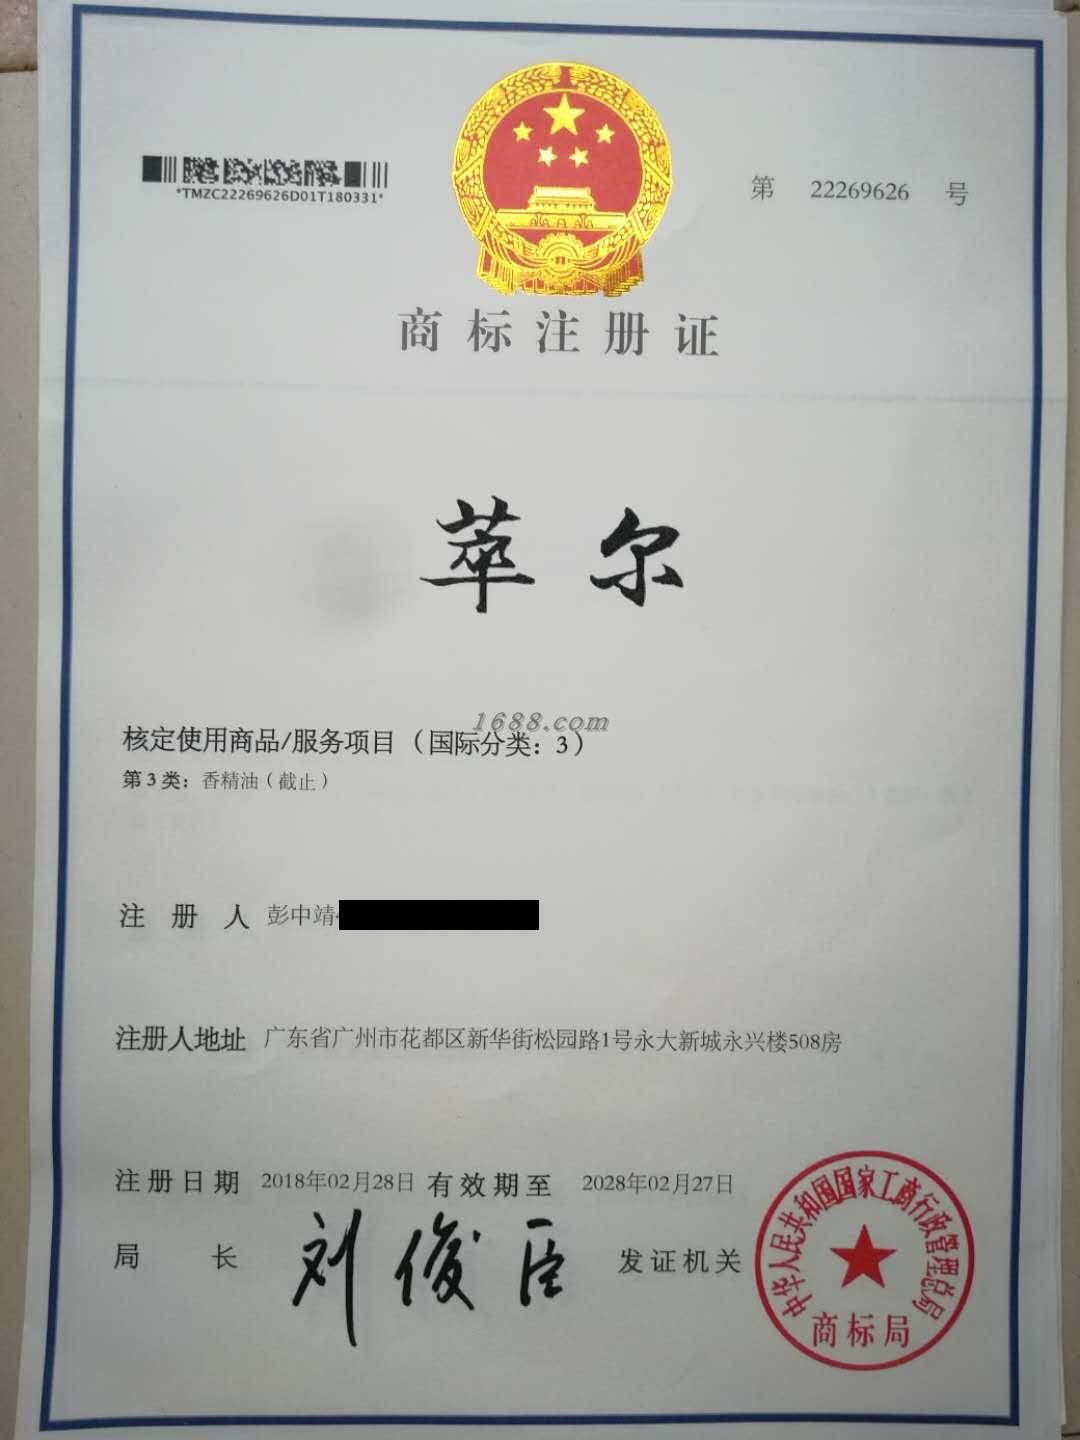 *TMZC22269626D01T180331*
第 22269626 号
商标注册证
萃尔
1688.com
核定使用商品/服务项目（国际分类：3）
第3类：香精油（截止）
注册人 彭中靖
注册人地址 广东省广州市花都区新华街松园路1号永大新城永兴楼508房
注册日期 2018年02月28日 有效期至 2028年02月27日
局长 刘俊臣 发证机关
中华人民共和国国家工商行政管理总局
商标局